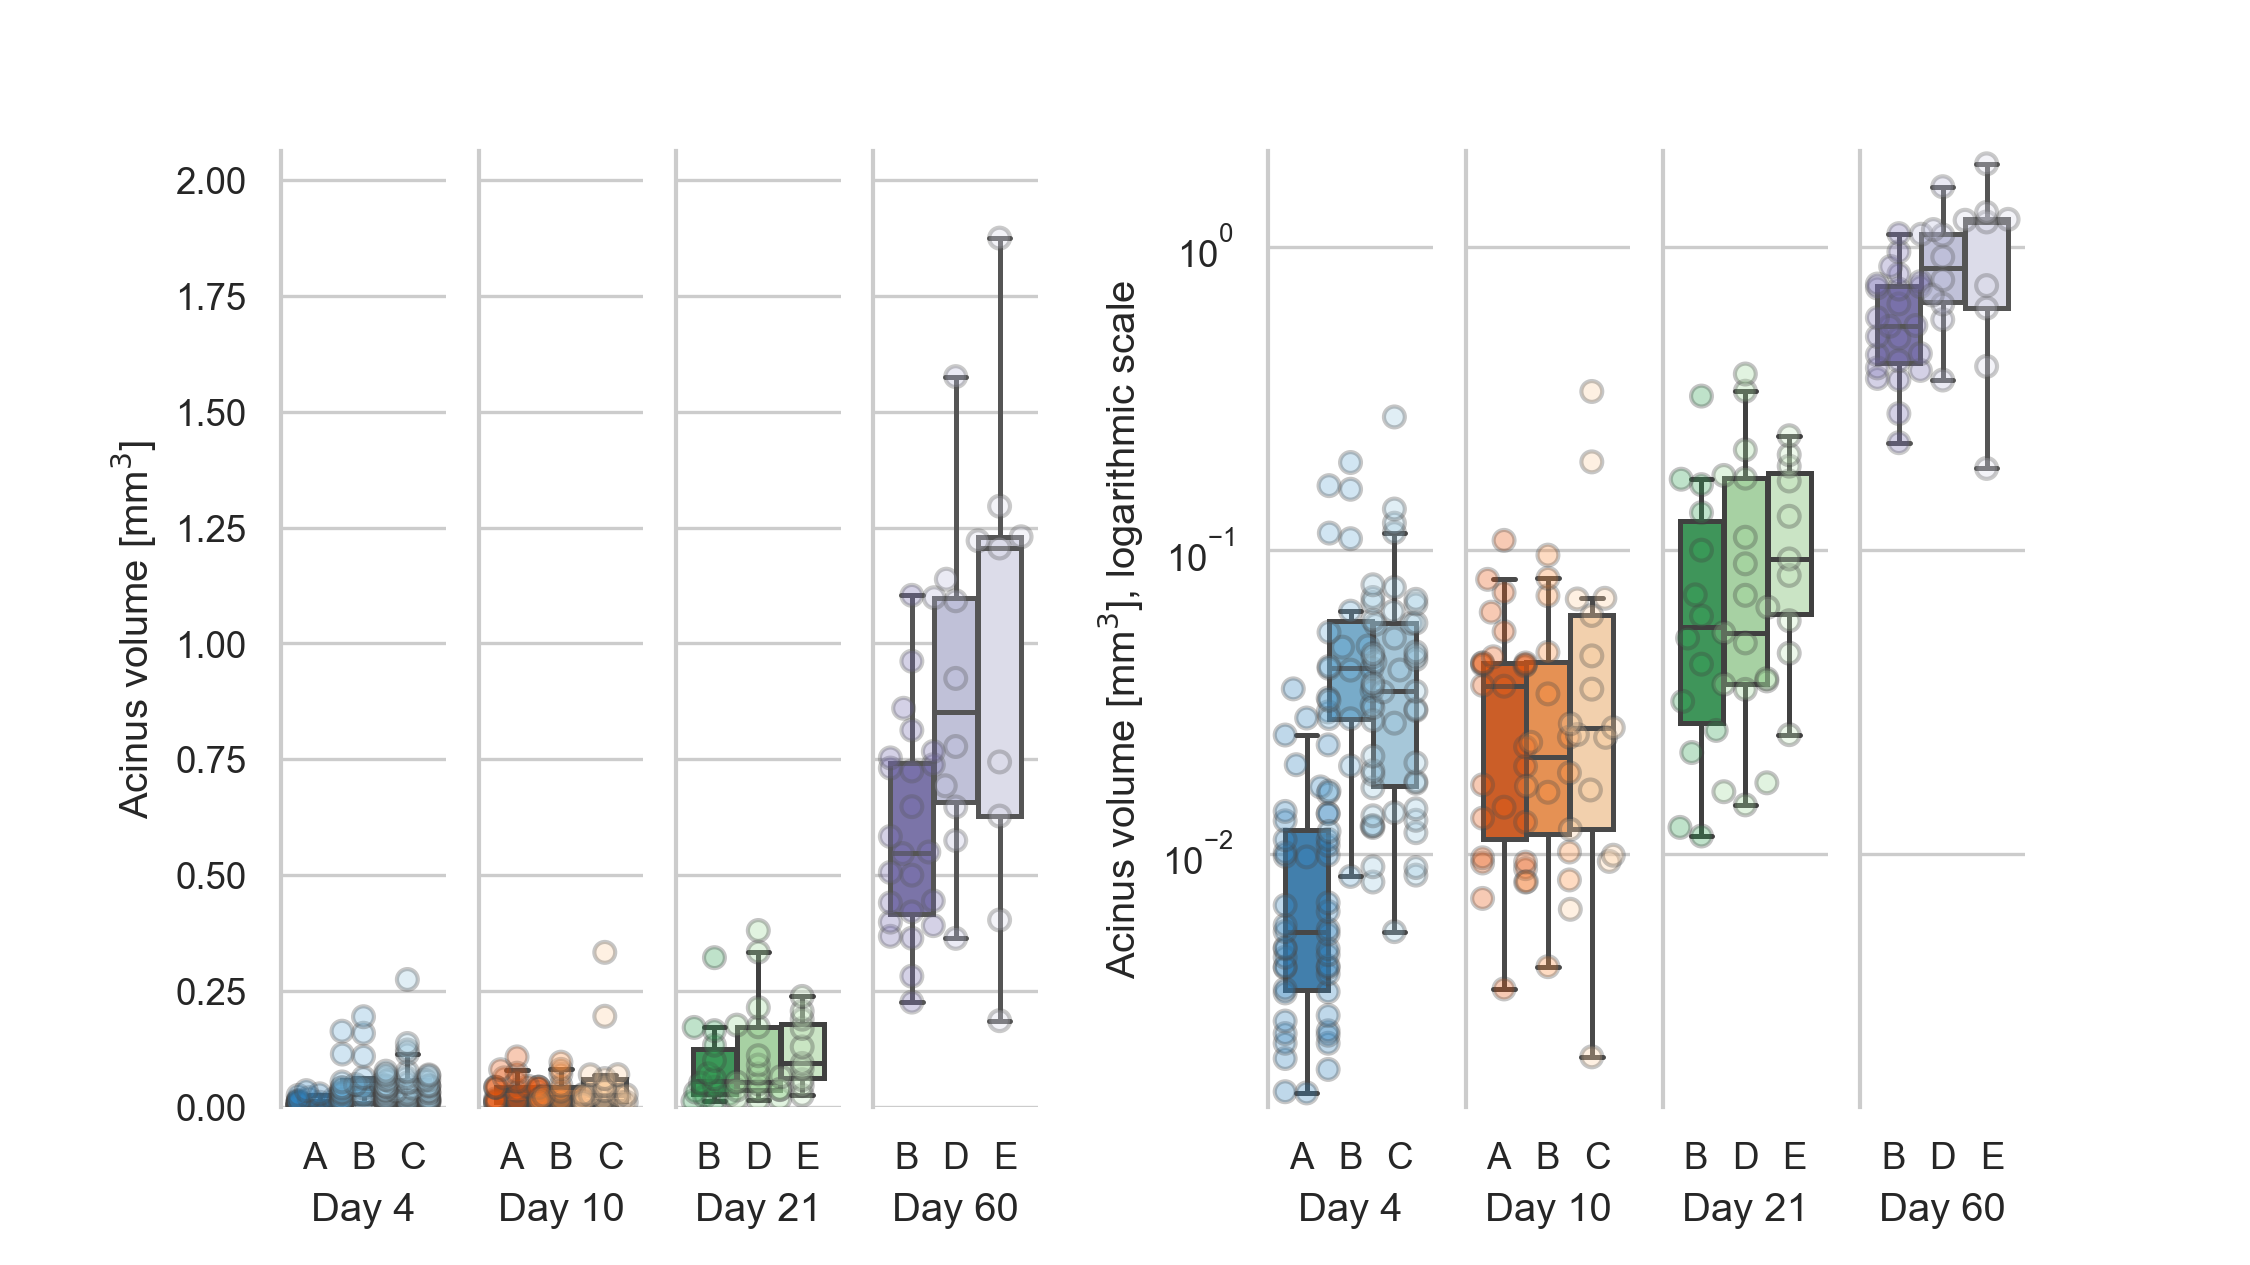 Acinus volume [mm³]
2.00
1.75
1.50
1.25
1.00
0.75
0.50
0.25
0.00
A B C
Day 4
A B C
Day 10
B D E
Day 21
B D E
Day 60
Acinus volume [mm³], logarithmic scale
10⁰
10⁻¹
10⁻²
A B C
Day 4
A B C
Day 10
B D E
Day 21
B D E
Day 60